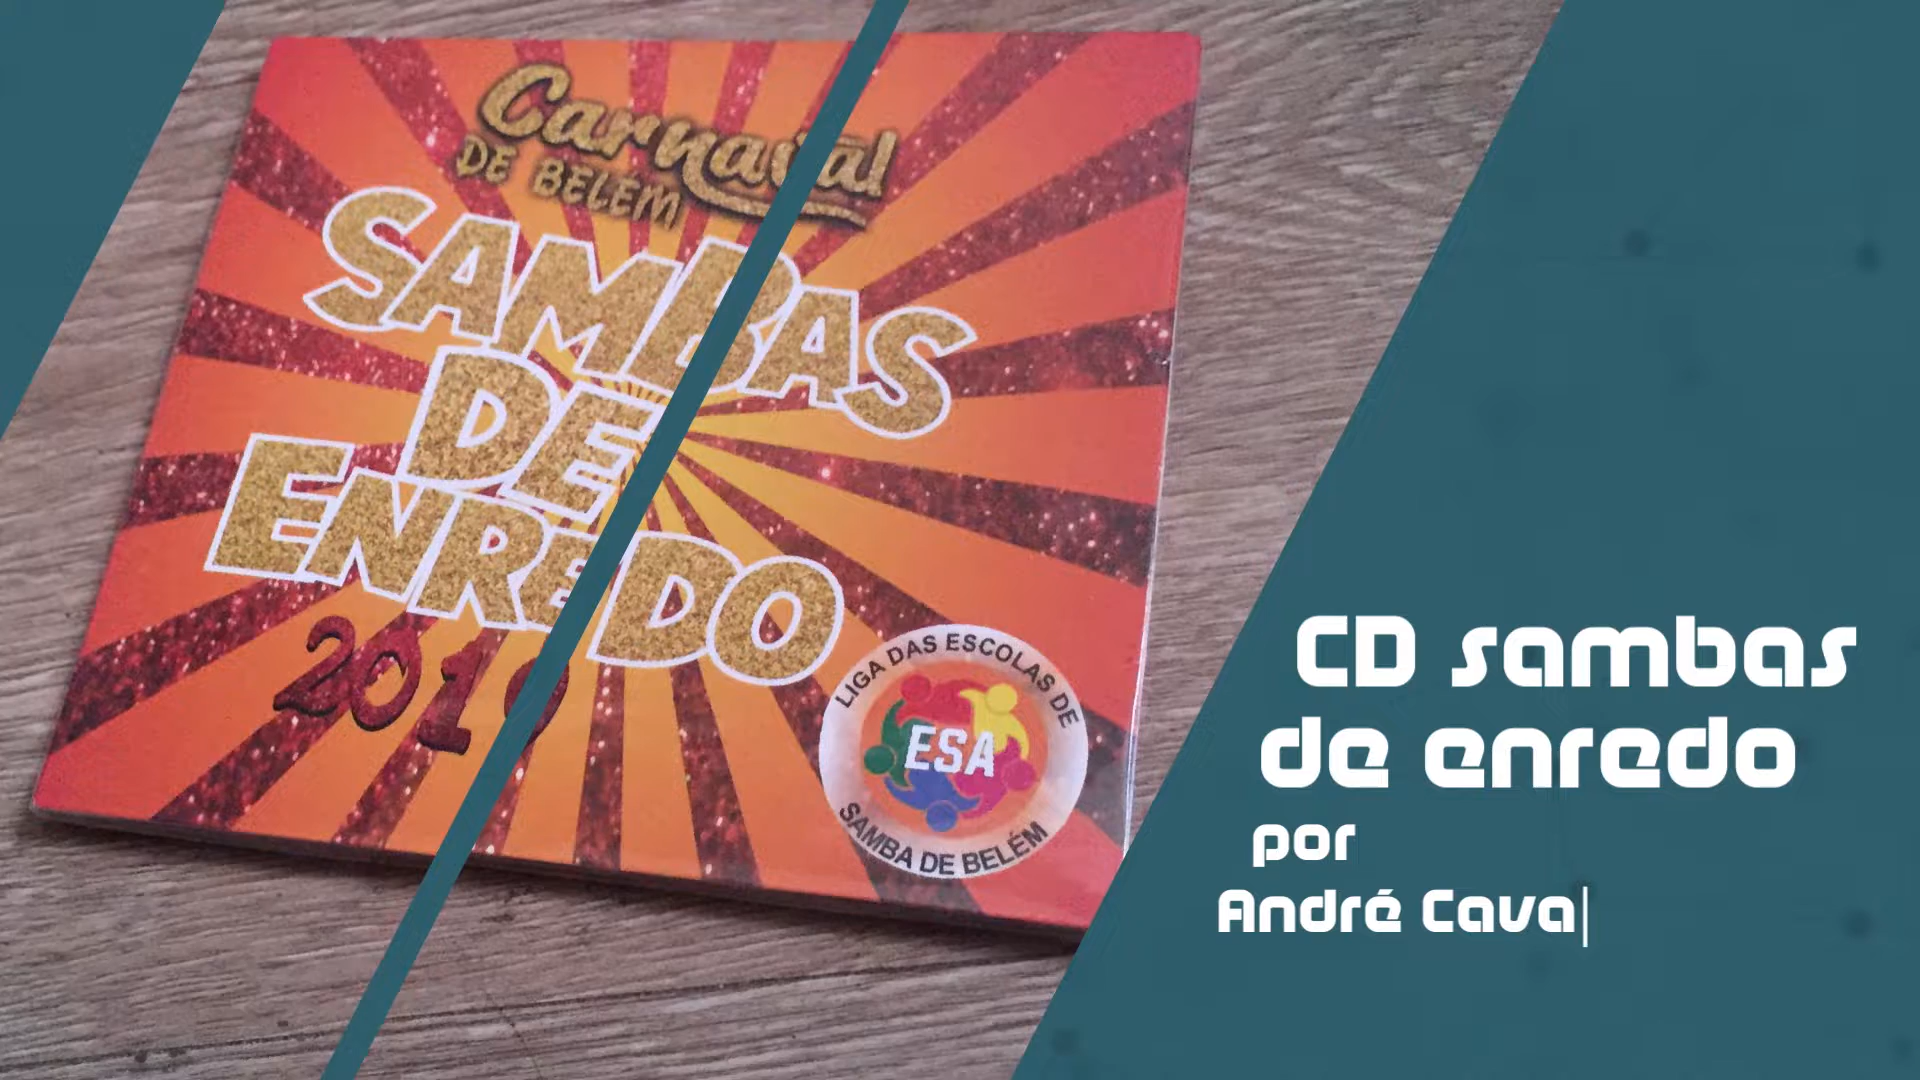 Carnaval
DE BELÉM
SAMBAS
DE
ENREDO
2019
LIGA DAS ESCOLAS DE
ESA
SAMBA DE BELÉM
CD sambas
de enredo
por
André Cava